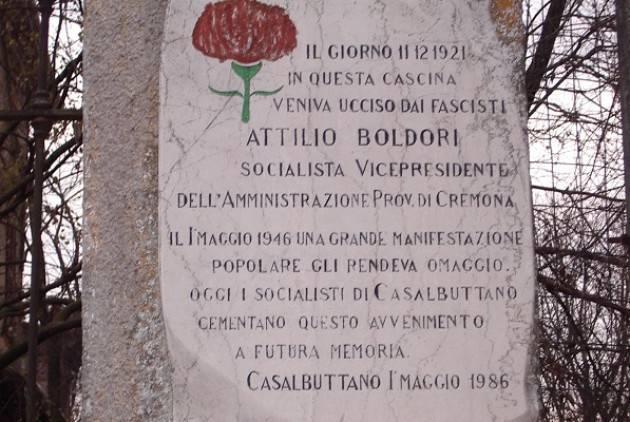 IL GIORNO 11 12 1921
IN QUESTA CASCINA
VENIVA UCCISO DAI FASCISTI
ATTILIO BOLDORI
SOCIALISTA VICEPRESIDENTE
DELL'AMMINISTRAZIONE PROV. DI CREMONA
IL 1° MAGGIO 1946 UNA GRANDE MANIFESTAZIONE
POPOLARE GLI RENDEVA OMAGGIO.
OGGI I SOCIALISTI DI CASALBUTTANO
CEMENTANO QUESTO AVVENIMENTO
A FUTURA MEMORIA.
CASALBUTTANO 1° MAGGIO 1986